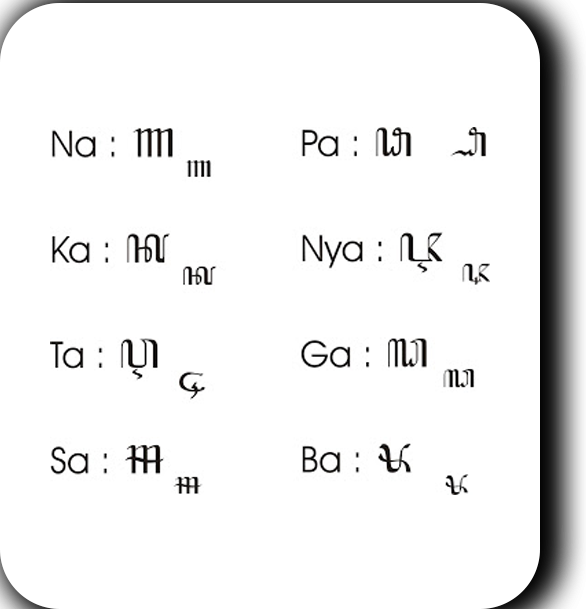 Na : ꦟ ꧀ꦟ
Pa : ꦦ ꧀ꦦ
Ka : ꦑ ꧀ꦑ
Nya : ꦘ ꧀ꦘ
Ta : ꦡ ꧀ꦡ
Ga : ꦓ ꧀ꦓ
Sa : ꦯ ꧀ꦯ
Ba : ꦨ ꧀ꦨ